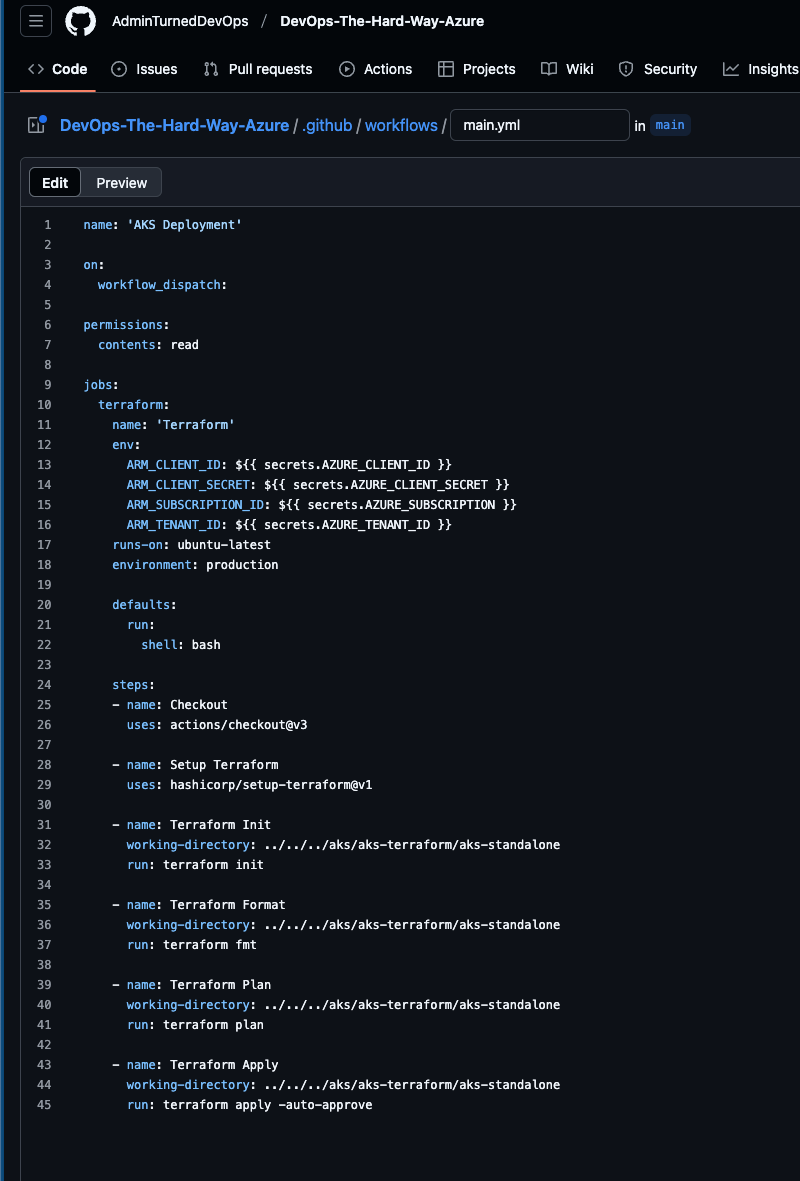 AdminTurnedDevOps / DevOps-The-Hard-Way-Azure
Code Issues Pull requests Actions Projects Wiki Security Insights
DevOps-The-Hard-Way-Azure / .github / workflows / main.yml in main
Edit Preview
1 name: 'AKS Deployment'
2
3 on:
4   workflow_dispatch:
5
6 permissions:
7   contents: read
8
9 jobs:
10   terraform:
11     name: 'Terraform'
12     env:
13       ARM_CLIENT_ID: ${{ secrets.AZURE_CLIENT_ID }}
14       ARM_CLIENT_SECRET: ${{ secrets.AZURE_CLIENT_SECRET }}
15       ARM_SUBSCRIPTION_ID: ${{ secrets.AZURE_SUBSCRIPTION }}
16       ARM_TENANT_ID: ${{ secrets.AZURE_TENANT_ID }}
17     runs-on: ubuntu-latest
18     environment: production
19
20     defaults:
21       run:
22         shell: bash
23
24     steps:
25     - name: Checkout
26       uses: actions/checkout@v3
27
28     - name: Setup Terraform
29       uses: hashicorp/setup-terraform@v1
30
31     - name: Terraform Init
32       working-directory: ../../../aks/aks-terraform/aks-standalone
33       run: terraform init
34
35     - name: Terraform Format
36       working-directory: ../../../aks/aks-terraform/aks-standalone
37       run: terraform fmt
38
39     - name: Terraform Plan
40       working-directory: ../../../aks/aks-terraform/aks-standalone
41       run: terraform plan
42
43     - name: Terraform Apply
44       working-directory: ../../../aks/aks-terraform/aks-standalone
45       run: terraform apply -auto-approve